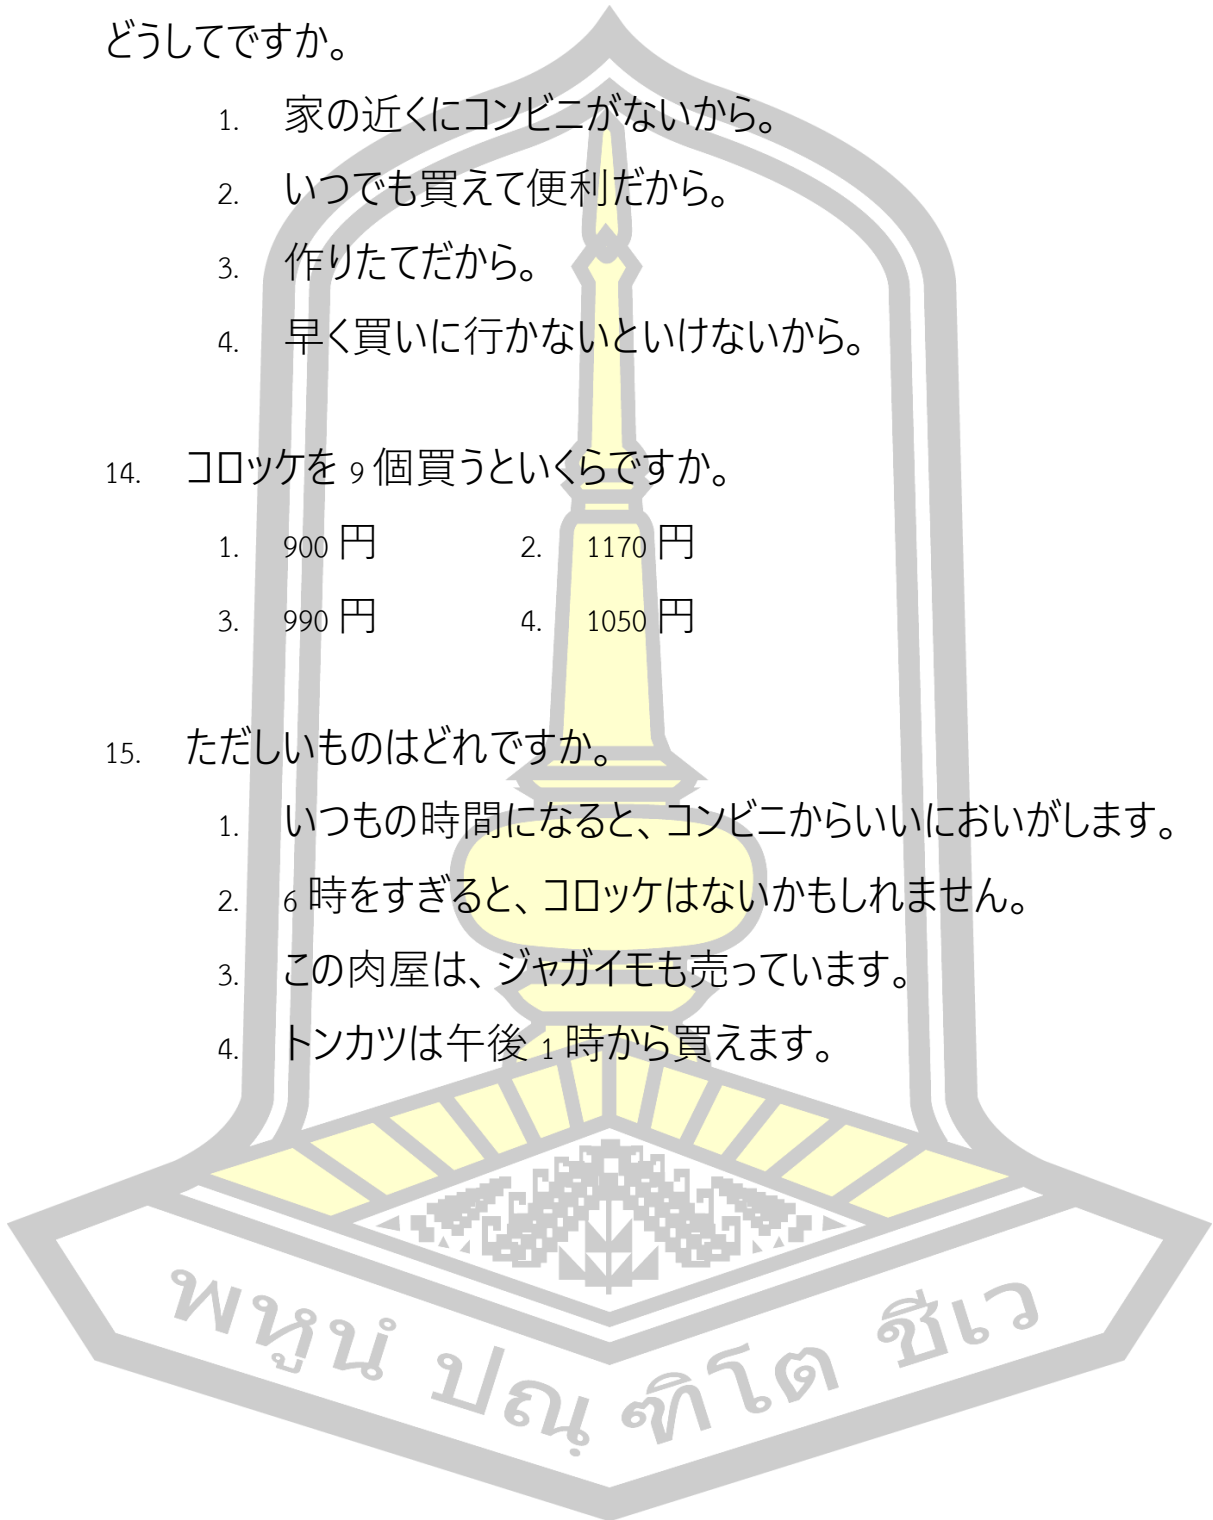 どうしてですか。
1. 家の近くにコンビニがないから。
2. いつでも買えて便利だから。
3. 作りたてだから。
4. 早く買いに行かないといけないから。
14. コロッケを 9 個買うといくらですか。
1. 900 円 2. 1170 円
3. 990 円 4. 1050 円
15. ただしいものはどれですか。
1. いつもの時間になると、コンビニからいいにおいがします。
2. 6 時をすぎると、コロッケはないかもしれません。
3. この肉屋は、ジャガイモも売っています。
4. トンカツは午後 1 時から買えます。
พหูนํ ปณฺฑิโต ชีเว